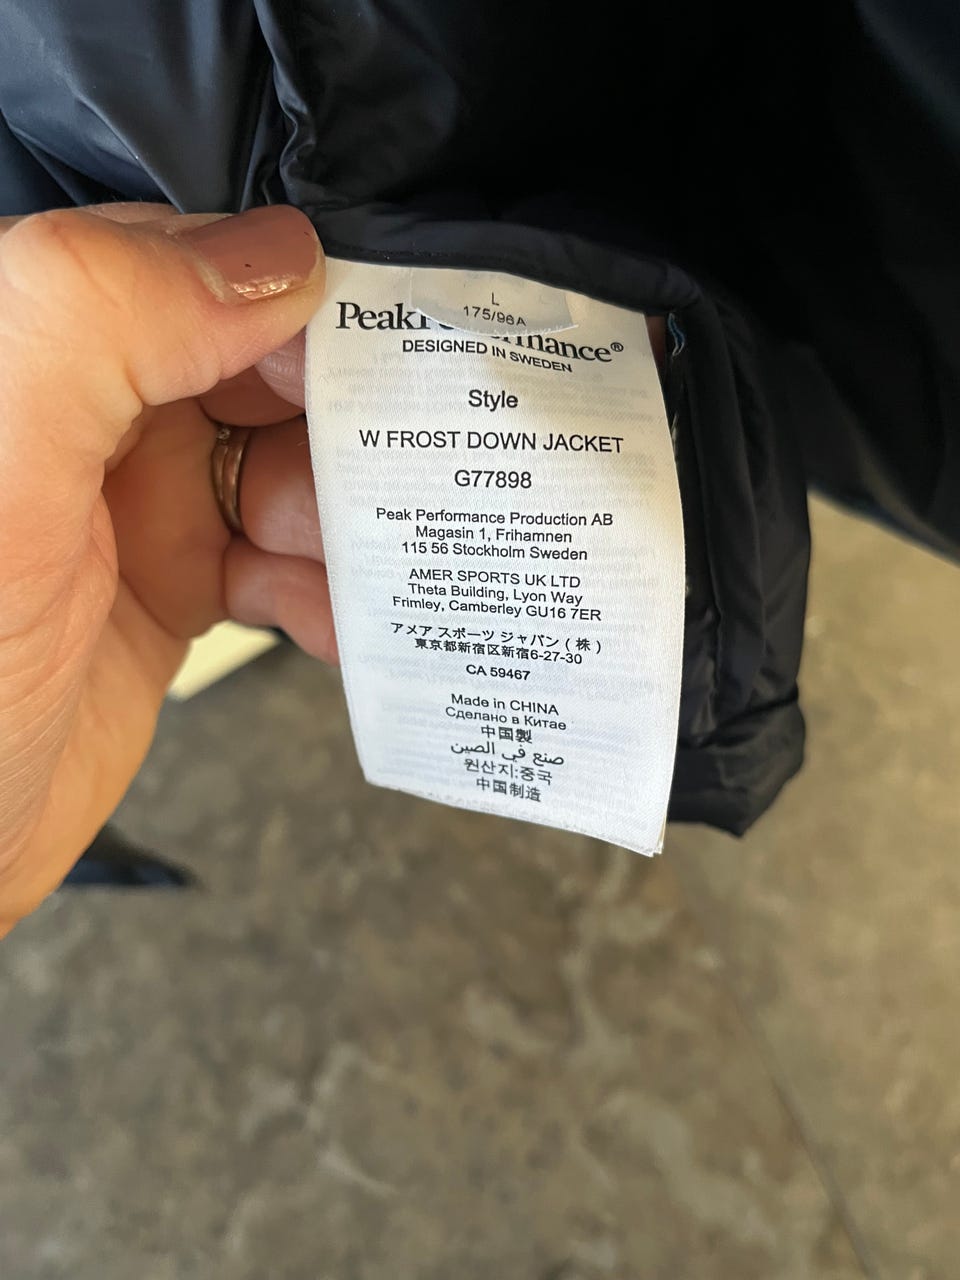 L
175/96A
PeakPerformance®
DESIGNED IN SWEDEN
Style
W FROST DOWN JACKET
G77898
Peak Performance Production AB
Magasin 1, Frihamnen
115 56 Stockholm Sweden
AMER SPORTS UK LTD
Theta Building, Lyon Way
Frimley, Camberley GU16 7ER
アメア スポーツ ジャパン ( 株 )
東京都新宿区新宿6-27-30
CA 59467
Made in CHINA
Сделано в Китае
中国製
صنع في الصين
원산지:중국
中国制造